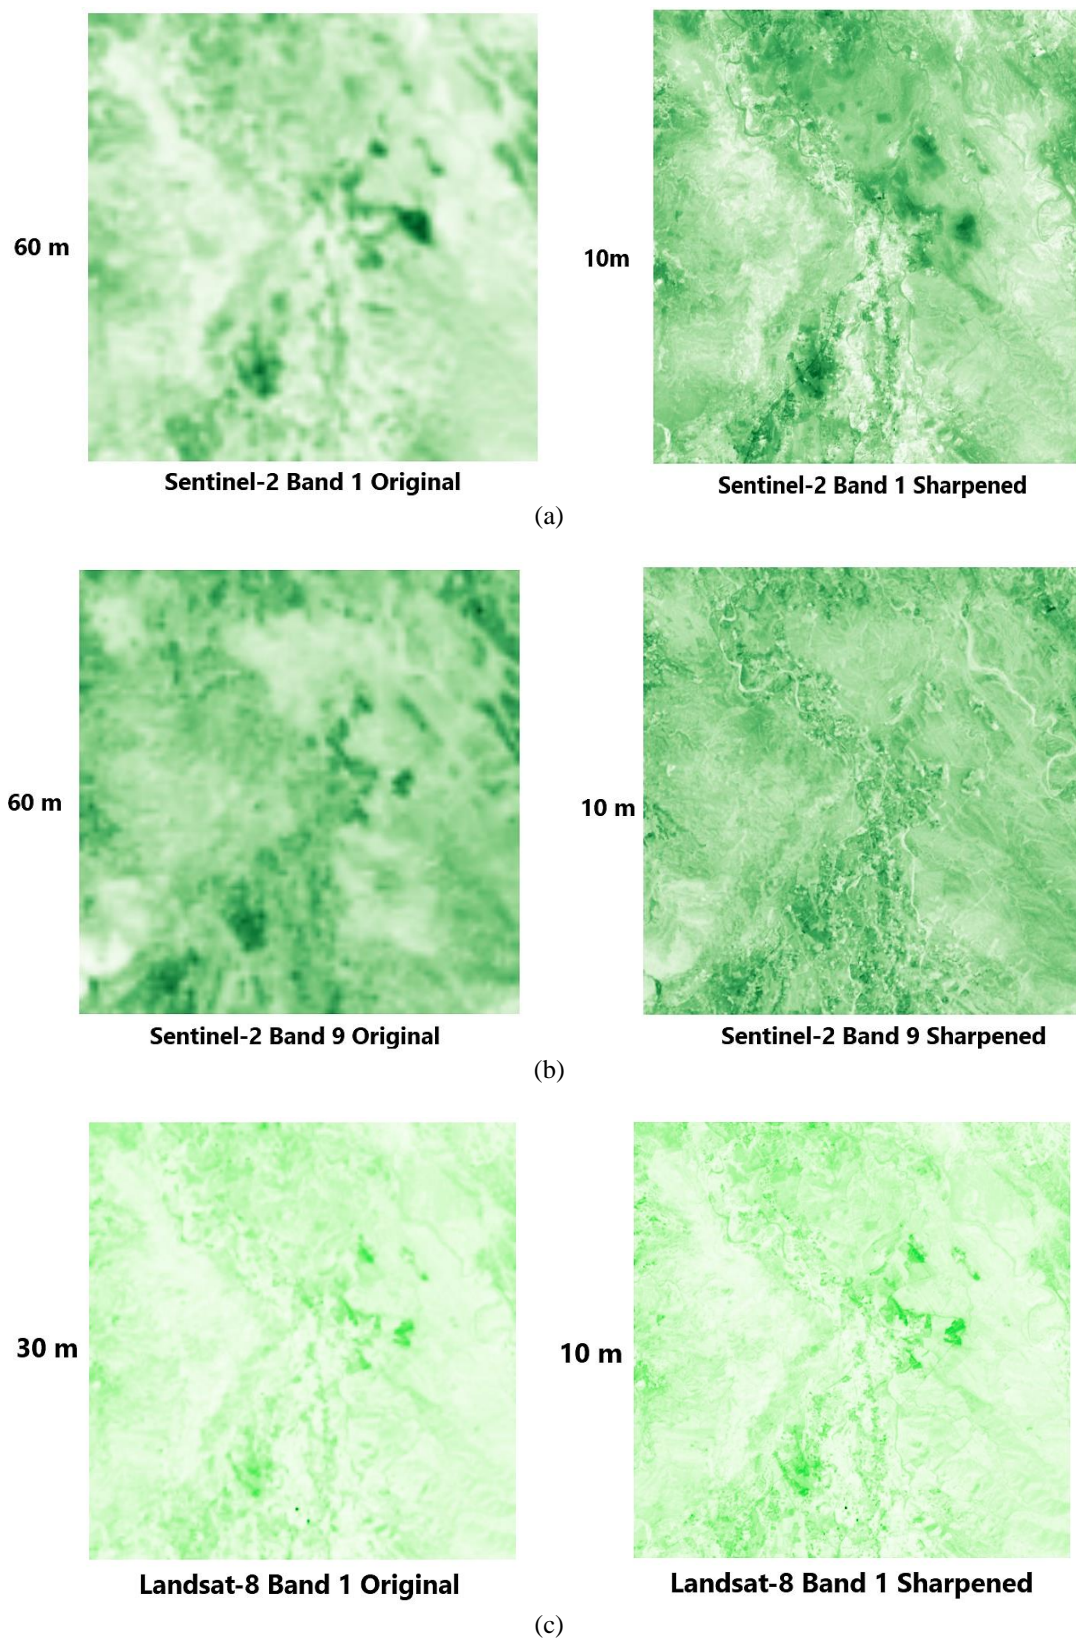 60 m
10m
Sentinel-2 Band 1 Original
Sentinel-2 Band 1 Sharpened
(a)
60 m
10 m
Sentinel-2 Band 9 Original
Sentinel-2 Band 9 Sharpened
(b)
30 m
10 m
Landsat-8 Band 1 Original
Landsat-8 Band 1 Sharpened
(c)